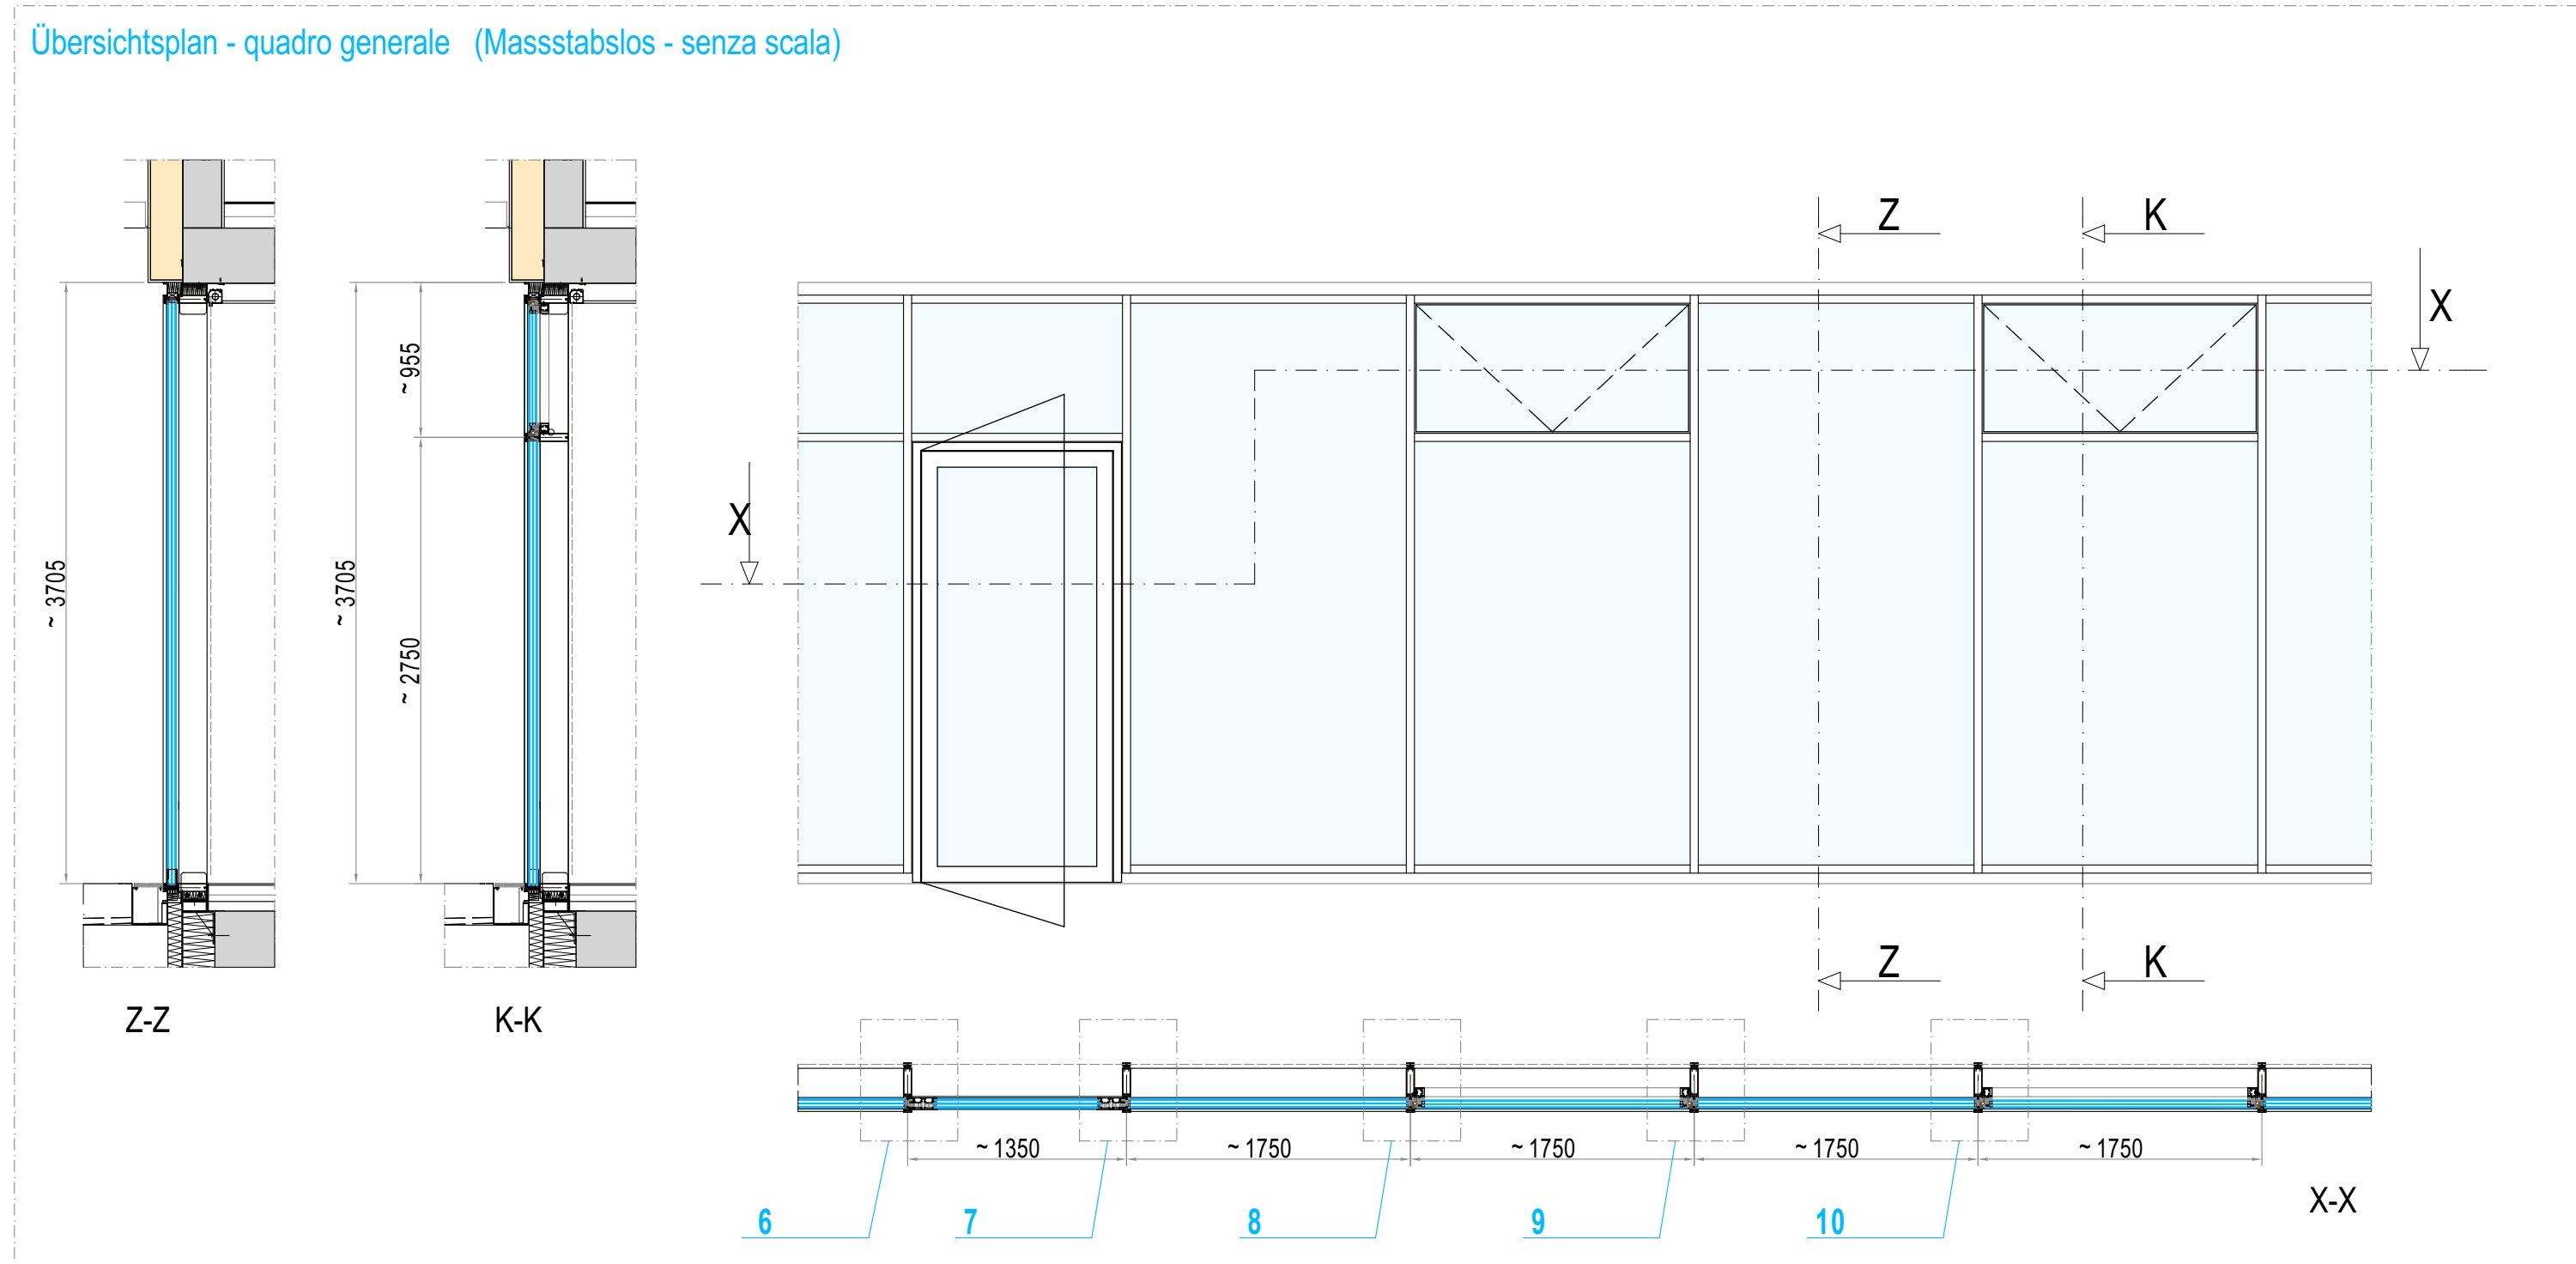 Übersichtsplan - quadro generale (Massstabslos - senza scala)
Z
K
X
~ 955
X
~ 3705
~ 3705
~ 2750
Z
K
Z-Z
K-K
~ 1350
~ 1750
~ 1750
~ 1750
~ 1750
X-X
6
7
8
9
10